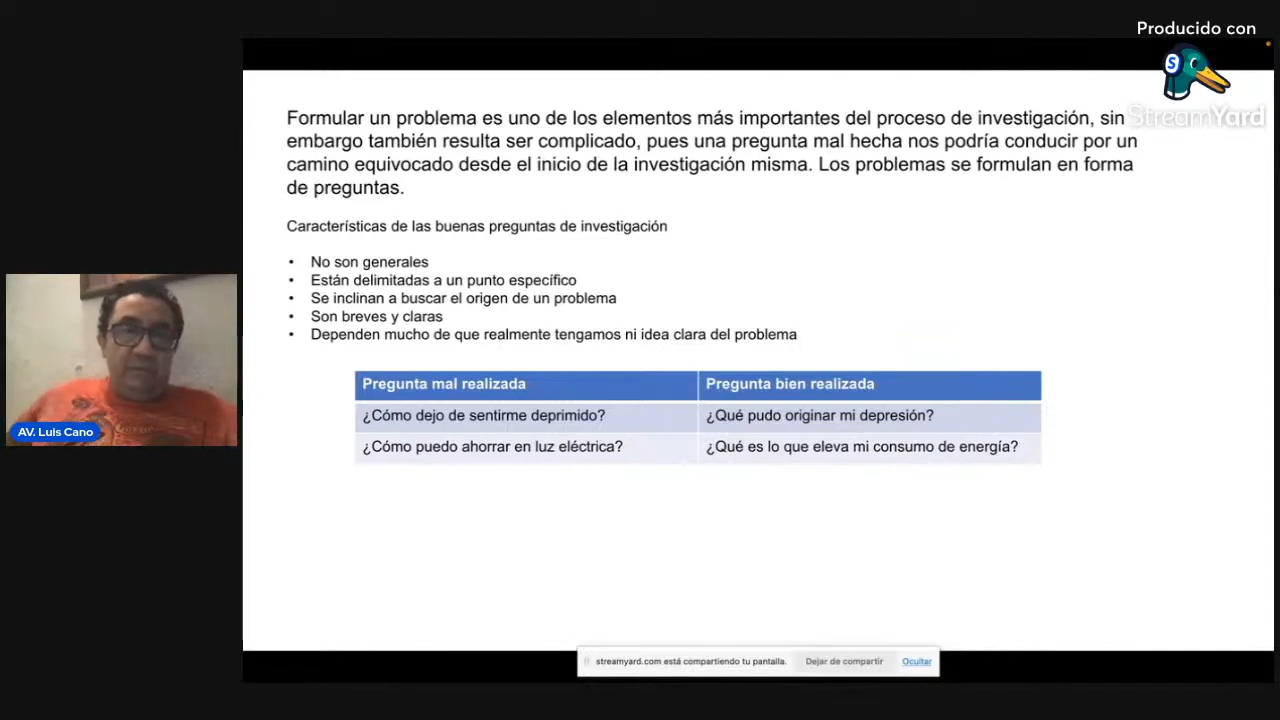 Producido con
StreamYard
Formular un problema es uno de los elementos más importantes del proceso de investigación, sin
embargo también resulta ser complicado, pues una pregunta mal hecha nos podría conducir por un
camino equivocado desde el inicio de la investigación misma. Los problemas se formulan en forma
de preguntas.
Características de las buenas preguntas de investigación
• No son generales
• Están delimitadas a un punto específico
• Se inclinan a buscar el origen de un problema
• Son breves y claras
• Dependen mucho de que realmente tengamos ni idea clara del problema
Pregunta mal realizada Pregunta bien realizada
¿Cómo dejo de sentirme deprimido? ¿Qué pudo originar mi depresión?
¿Cómo puedo ahorrar en luz eléctrica? ¿Qué es lo que eleva mi consumo de energía?
AV. Luis Cano
streamyard.com está compartiendo tu pantalla. Dejar de compartir Ocultar